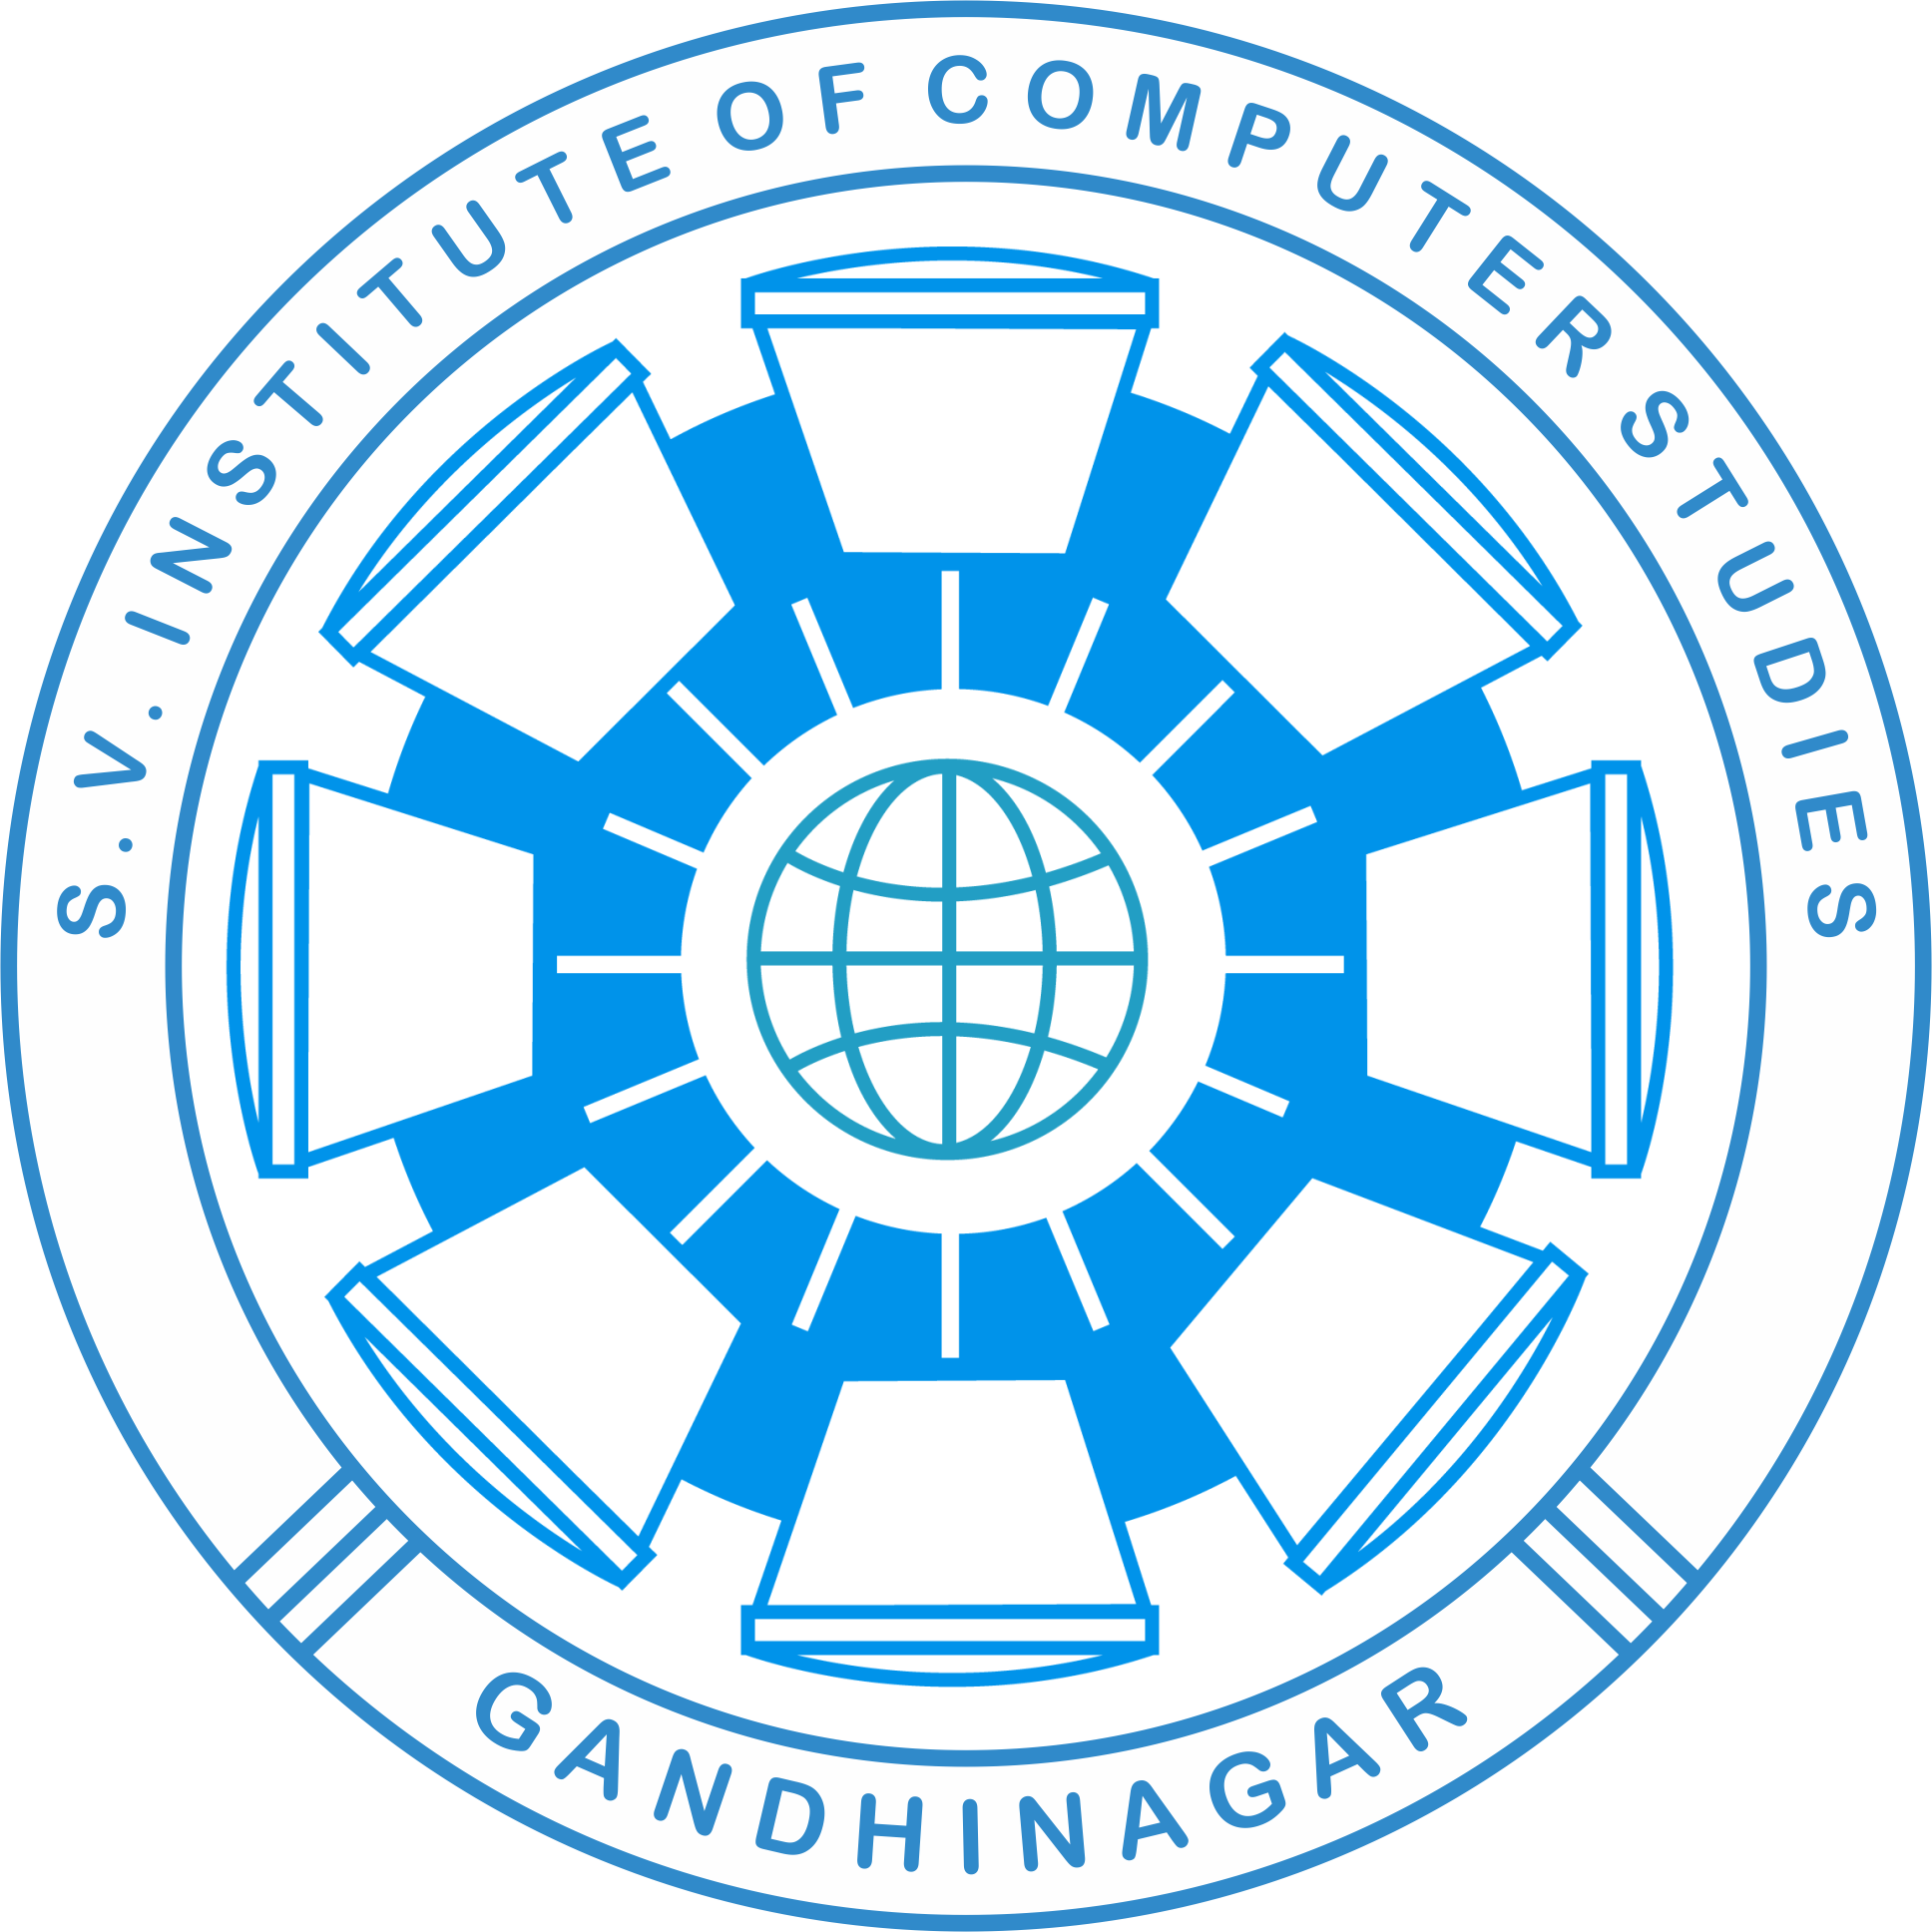 S. V. INSTITUTE OF COMPUTER STUDIES
GANDHINAGAR